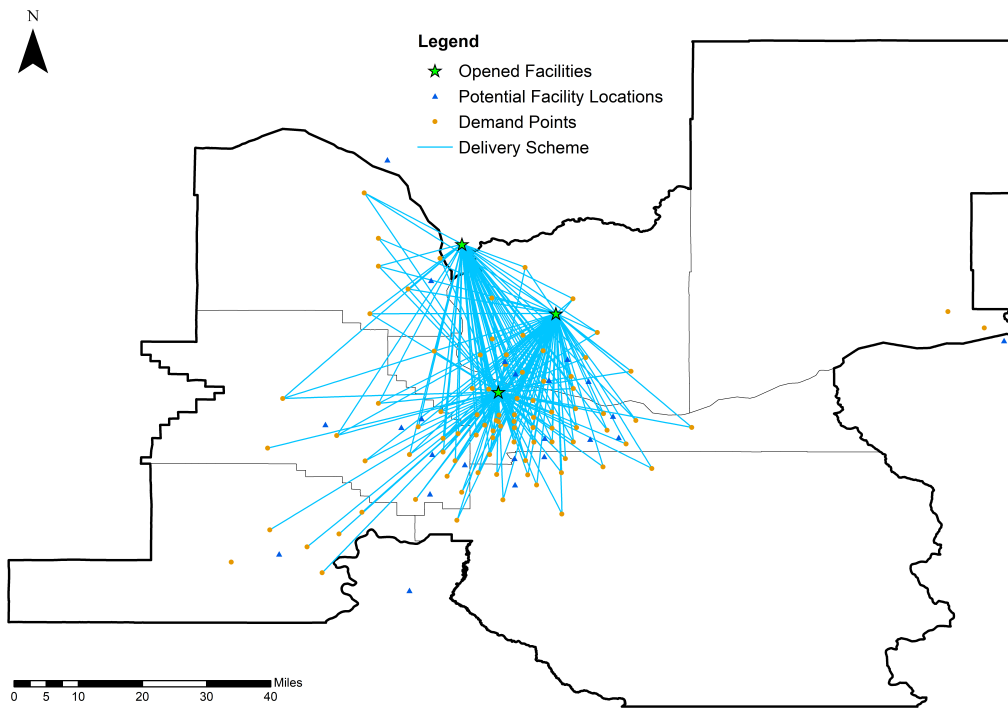 N
Legend
Opened Facilities
Potential Facility Locations
Demand Points
Delivery Scheme
Miles
0 5 10 20 30 40